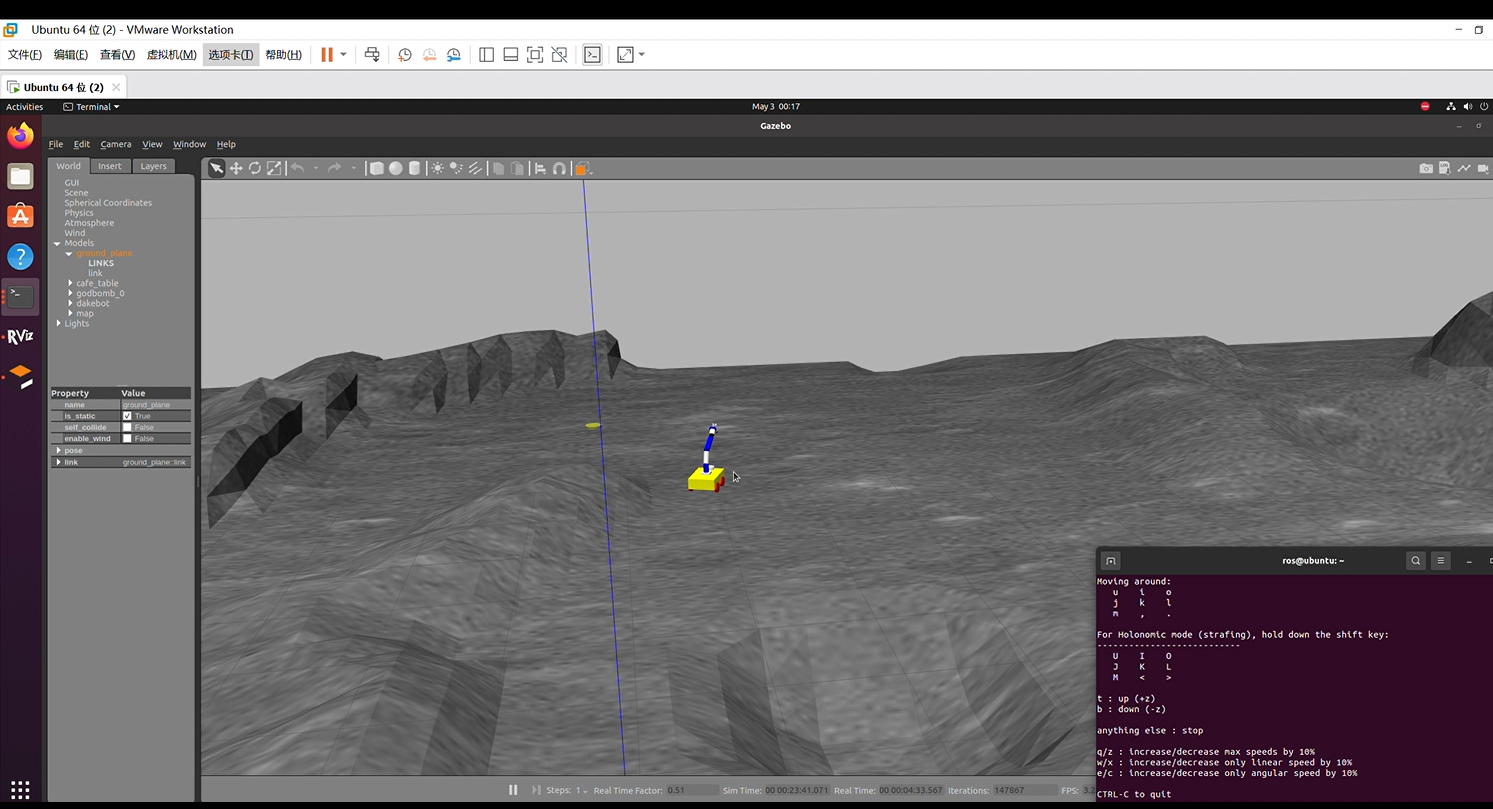 Ubuntu 64 位 (2) - VMware Workstation
文件(F) 编辑(E) 查看(V) 虚拟机(M) 选项卡(T) 帮助(H)
Ubuntu 64 位 (2)
Activities Terminal May 3 00:17
Gazebo
File Edit Camera View Window Help
World Insert Layers
GUI
Scene
Spherical Coordinates
Physics
Atmosphere
Wind
Models
ground_plane
LINKS
link
cafe_table
godbomb_0
dakebot
map
Lights
RViz
Property Value
name ground_plane
is_static True
self_collide False
enable_wind False
pose
link ground_plane::link
ros@ubuntu: ~
Moving around:
u i o
j k l
m , .
For Holonomic mode (strafing), hold down the shift key:
---------------------------
U I O
J K L
M < >
t : up (+z)
b : down (-z)
anything else : stop
q/z : increase/decrease max speeds by 10%
w/x : increase/decrease only linear speed by 10%
e/c : increase/decrease only angular speed by 10%
CTRL-C to quit
Steps: 1 Real Time Factor: 0.51 Sim Time: 00 00:23:41.071 Real Time: 00 00:04:33.567 Iterations: 147867 FPS: